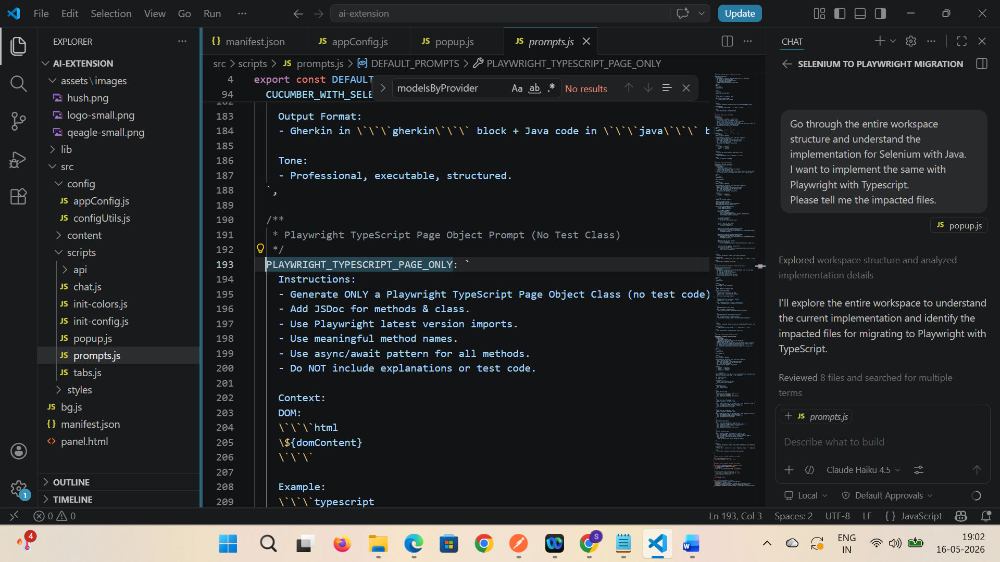 File Edit Selection View Go Run ai-extension Update
EXPLORER
AI-EXTENSION
assets\images
hush.png
logo-small.png
qeagle-small.png
lib
src
config
appConfig.js
configUtils.js
content
scripts
api
chat.js
init-colors.js
init-config.js
popup.js
prompts.js
tabs.js
styles
bg.js
manifest.json
panel.html
OUTLINE
TIMELINE
manifest.json appConfig.js popup.js prompts.js
src > scripts > JS prompts.js > DEFAULT_PROMPTS > PLAYWRIGHT_TYPESCRIPT_PAGE_ONLY
modelsByProvider Aa ab .* No results
4 export const DEFAULT
94 CUCUMBER_WITH_SELE
183 Output Format:
184 - Gherkin in \`\`\`gherkin\`\`\` block + Java code in \`\`\`java\`\`\` block.
185
186 Tone:
187 - Professional, executable, structured.
188 `,
189
190 /**
191 * Playwright TypeScript Page Object Prompt (No Test Class)
192 */
193 PLAYWRIGHT_TYPESCRIPT_PAGE_ONLY: `
194 Instructions:
195 - Generate ONLY a Playwright TypeScript Page Object Class (no test code)
196 - Add JSDoc for methods & class.
197 - Use Playwright latest version imports.
198 - Use meaningful method names.
199 - Use async/await pattern for all methods.
200 - Do NOT include explanations or test code.
201
202 Context:
203 DOM:
204 \`\`\`html
205 \${domContent}
206 \`\`\`
207
208 Example:
209 \`\`\`typescript
CHAT
SELENIUM TO PLAYWRIGHT MIGRATION
Go through the entire workspace
structure and understand the
implementation for Selenium with Java.
I want to implement the same with
Playwright with Typescript.
Please tell me the impacted files.
JS popup.js
Explored workspace structure and analyzed
implementation details
I'll explore the entire workspace to understand
the current implementation and identify the
impacted files for migrating to Playwright with
TypeScript.
Reviewed 8 files and searched for multiple
terms
JS prompts.js
Describe what to build
Claude Haiku 4.5
Local Default Approvals
1
0 0 Ln 193, Col 3 Spaces: 2 UTF-8 LF { } JavaScript
4
S
ENG
IN
19:02
16-05-2026